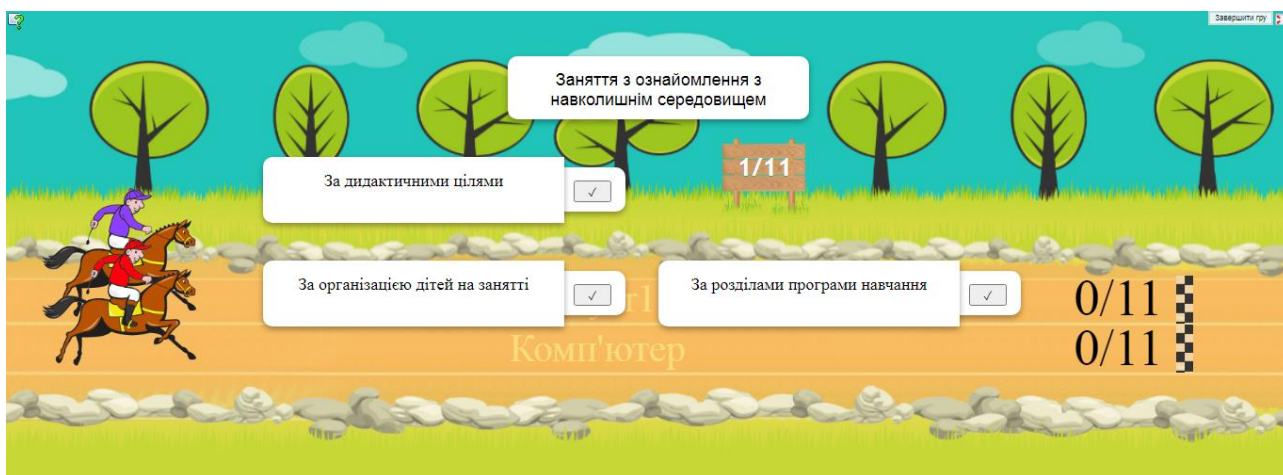 Завершити гру
Заняття з ознайомлення з
навколишнім середовищем
1/11
За дидактичними цілями
✓
За організацією дітей на занятті
✓
За розділами програми навчання
✓
0/11
Комп'ютер
0/11